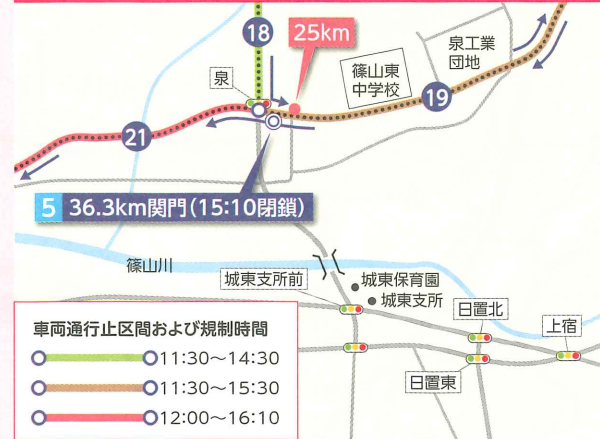 18
25km
泉工業
団地
泉
篠山東
中学校
19
21
5 36.3km関門(15:10閉鎖)
篠山川
城東支所前
城東保育園
城東支所
日置北
上宿
日置東
車両通行止区間および規制時間
11:30〜14:30
11:30〜15:30
12:00〜16:10